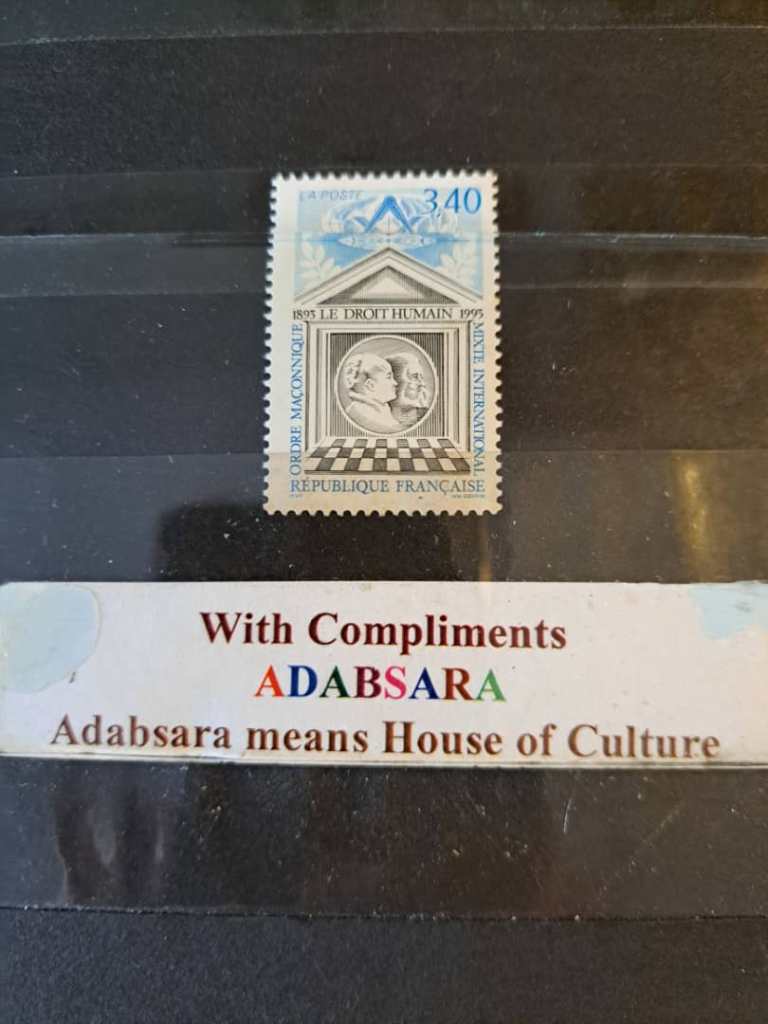 LA POSTE 3,40
1893 LE DROIT HUMAIN 1993
ORDRE MAÇONNIQUE
MIXTE INTERNATIONAL
RÉPUBLIQUE FRANÇAISE
With Compliments
ADABSARA
Adabsara means House of Culture